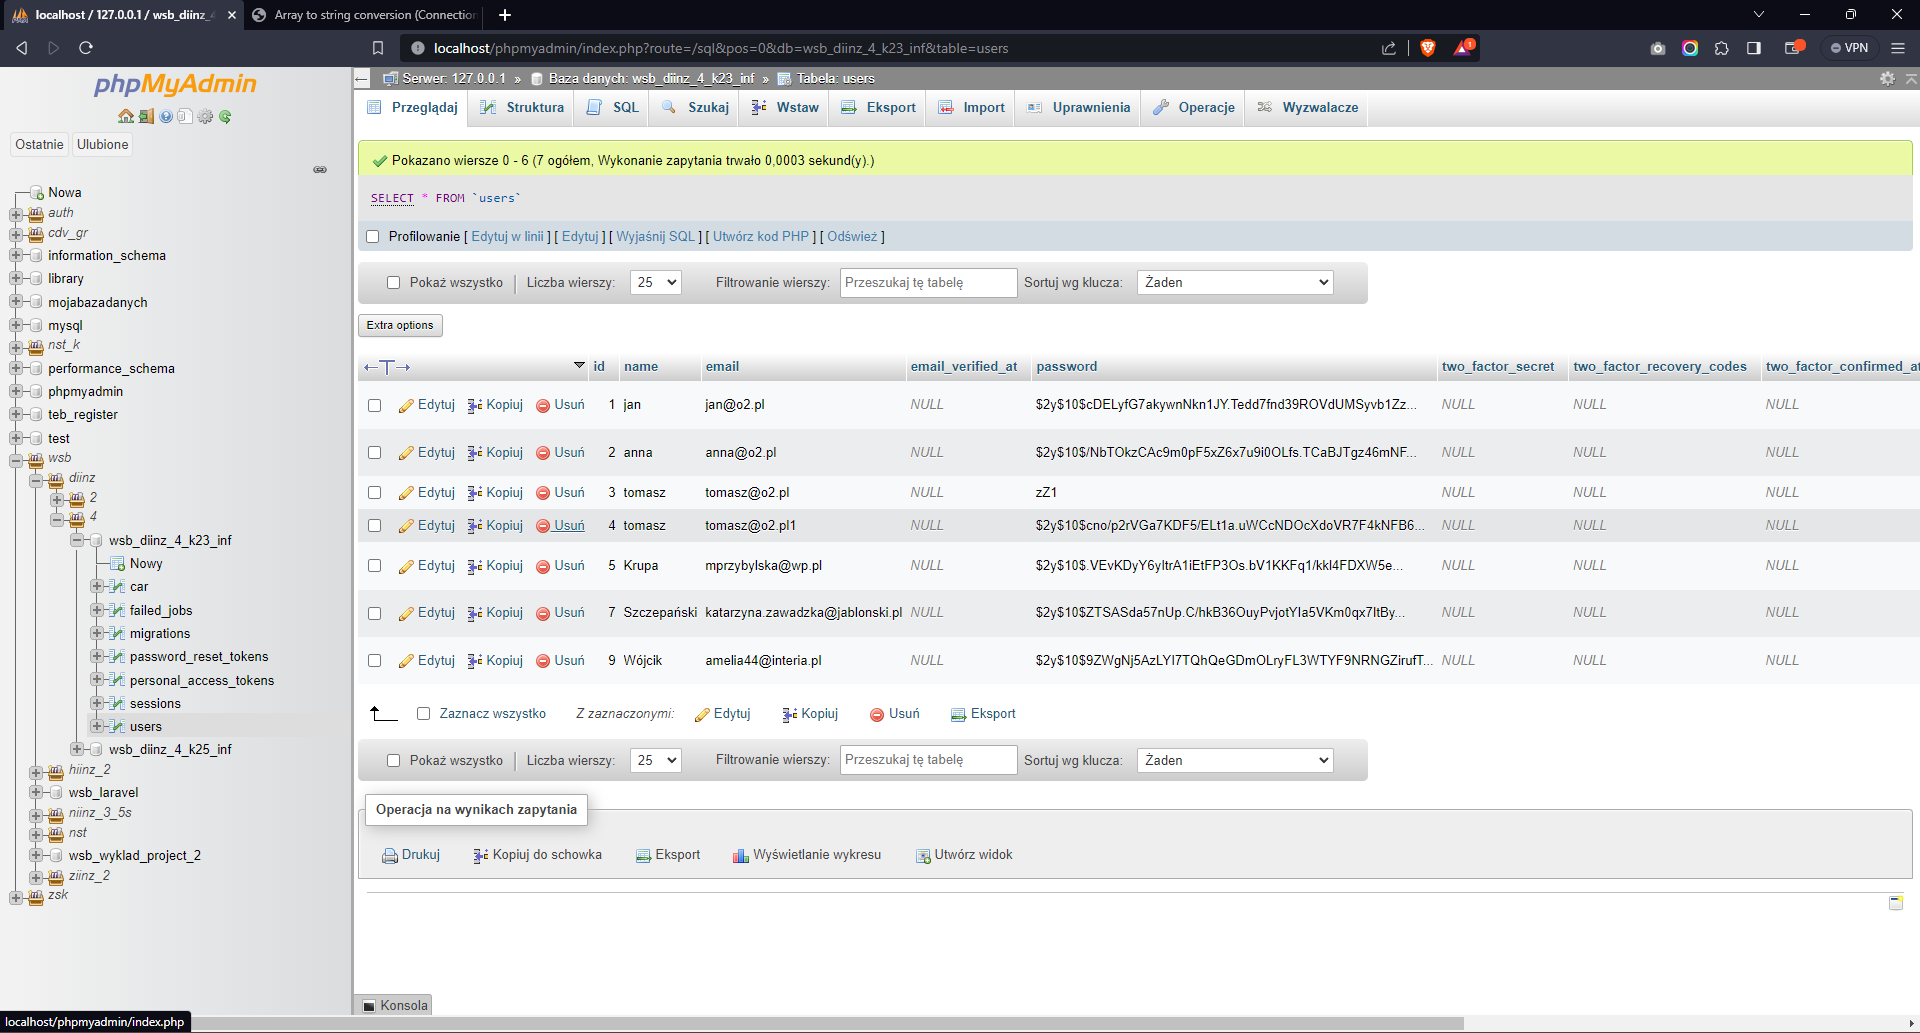 localhost / 127.0.0.1 / wsb_diinz_4
Array to string conversion (Connection
localhost/phpmyadmin/index.php?route=/sql&pos=0&db=wsb_diinz_4_k23_inf&table=users
1
VPN
phpMyAdmin
Ostatnie Ulubione
Nowa
auth
cdv_gr
information_schema
library
mojabazadanych
mysql
nst_k
performance_schema
phpmyadmin
teb_register
test
wsb
diinz
2
4
wsb_diinz_4_k23_inf
Nowy
car
failed_jobs
migrations
password_reset_tokens
personal_access_tokens
sessions
users
wsb_diinz_4_k25_inf
hiinz_2
wsb_laravel
niinz_3_5s
nst
wsb_wyklad_project_2
ziinz_2
zsk
localhost/phpmyadmin/index.php
Serwer: 127.0.0.1 » Baza danych: wsb_diinz_4_k23_inf » Tabela: users
Przeglądaj Struktura SQL Szukaj Wstaw Eksport Import Uprawnienia Operacje Wyzwalacze
Pokazano wiersze 0 - 6 (7 ogółem, Wykonanie zapytania trwało 0,0003 sekund(y).)
SELECT * FROM `users`
Profilowanie [ Edytuj w linii ] [ Edytuj ] [ Wyjaśnij SQL ] [ Utwórz kod PHP ] [ Odśwież ]
Pokaż wszystko Liczba wierszy: 25 Filtrowanie wierszy: Przeszukaj tę tabelę Sortuj wg klucza: Żaden
Extra options
id name email email_verified_at password two_factor_secret two_factor_recovery_codes two_factor_confirmed_at
Edytuj Kopiuj Usuń 1 jan jan@o2.pl NULL $2y$10$cDELyfG7akywnNkn1JY.Tedd7fnd39ROVdUMSyvb1Zz... NULL NULL NULL
Edytuj Kopiuj Usuń 2 anna anna@o2.pl NULL $2y$10$/NbTOkzCAc9m0pF5xZ6x7u9i0OLfs.TCaBJTgz46mNF... NULL NULL NULL
Edytuj Kopiuj Usuń 3 tomasz tomasz@o2.pl NULL zZ1 NULL NULL NULL
Edytuj Kopiuj Usuń 4 tomasz tomasz@o2.pl1 NULL $2y$10$cno/p2rVGa7KDF5/ELt1a.uWCcNDOcXdoVR7F4kNFB6... NULL NULL NULL
Edytuj Kopiuj Usuń 5 Krupa mprzybylska@wp.pl NULL $2y$10$.VEvKDyY6yltrA1iEtFP3Os.bV1KKFq1/kkl4FDXW5e... NULL NULL NULL
Edytuj Kopiuj Usuń 7 Szczepański katarzyna.zawadzka@jablonski.pl NULL $2y$10$ZTSASda57nUp.C/hkB36OuyPvjotYIa5VKm0qx7ItBy... NULL NULL NULL
Edytuj Kopiuj Usuń 9 Wójcik amelia44@interia.pl NULL $2y$10$9ZWgNj5AzLYI7TQhQeGDmOLryFL3WTYF9NRNGZirufT... NULL NULL NULL
Zaznacz wszystko Z zaznaczonymi: Edytuj Kopiuj Usuń Eksport
Pokaż wszystko Liczba wierszy: 25 Filtrowanie wierszy: Przeszukaj tę tabelę Sortuj wg klucza: Żaden
Operacja na wynikach zapytania
Drukuj Kopiuj do schowka Eksport Wyświetlanie wykresu Utwórz widok
Konsola